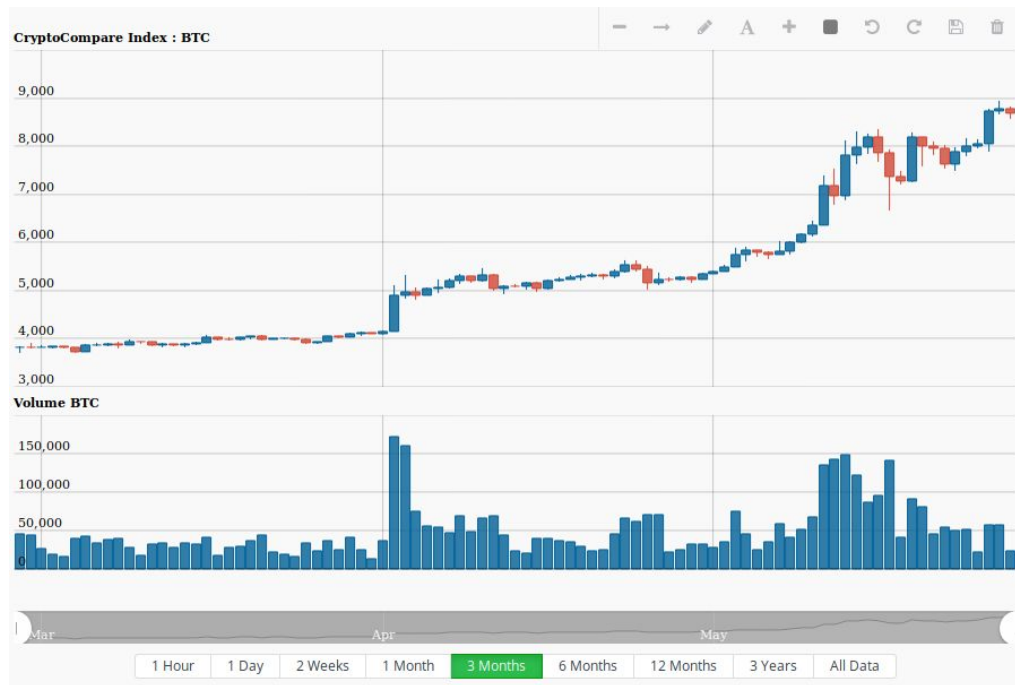 CryptoCompare Index : BTC
A
9,000
8,000
7,000
6,000
5,000
4,000
3,000
Volume BTC
150,000
100,000
50,000
0
Mar Apr May
1 Hour 1 Day 2 Weeks 1 Month 3 Months 6 Months 12 Months 3 Years All Data